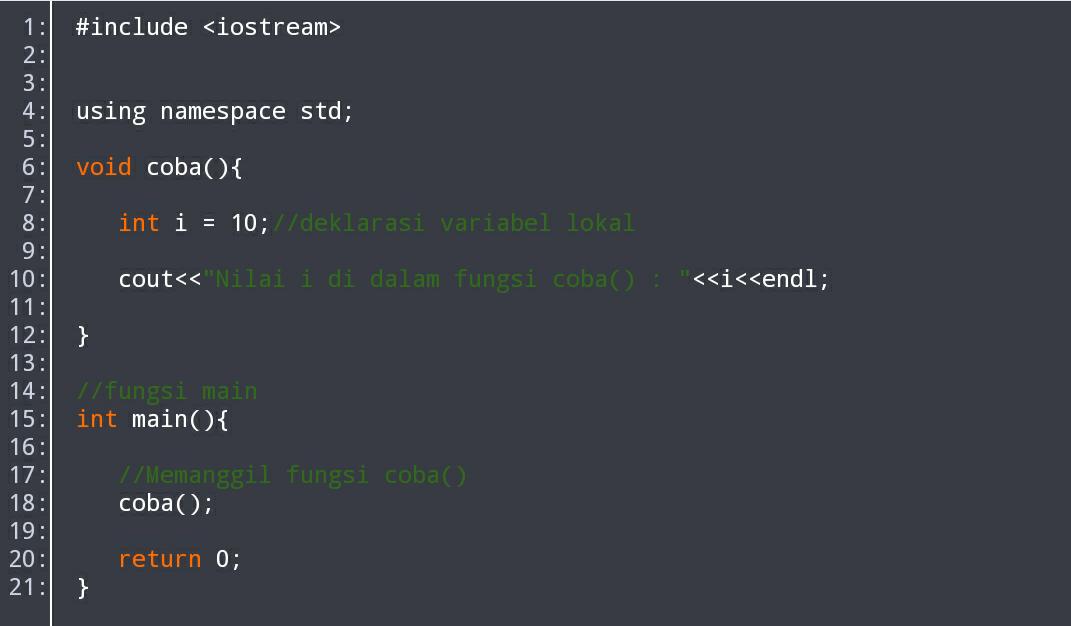 1: #include <iostream>
2:
3:
4: using namespace std;
5:
6: void coba(){
7:
8: int i = 10;//deklarasi variabel lokal
9:
10: cout<<"Nilai i di dalam fungsi coba() : "<<i<<endl;
11:
12: }
13:
14: //fungsi main
15: int main(){
16:
17: //Memanggil fungsi coba()
18: coba();
19:
20: return 0;
21: }